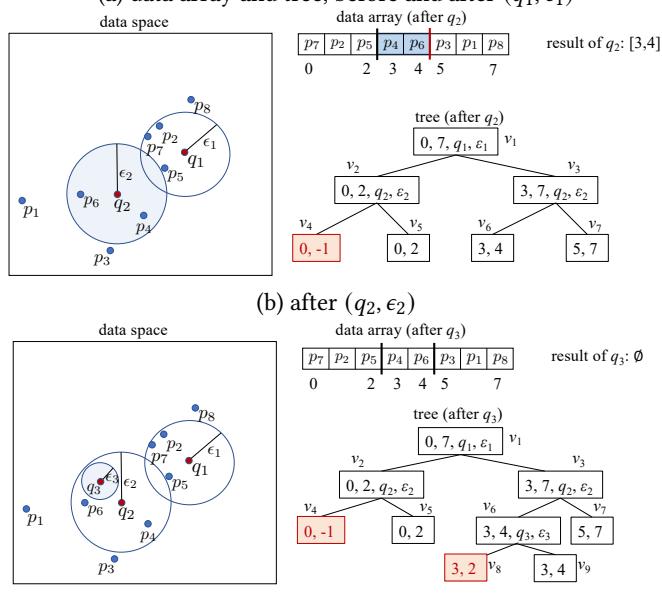 (a) data array and tree, before and after (q₁, ϵ₁)
data space
data array (after q₂)
p₇ p₂ p₅ p₄ p₆ p₃ p₁ p₈
0 2 3 4 5 7
result of q₂: [3,4]
p₈
p₂
p₇
ϵ₁
q₁
p₅
ϵ₂
p₆
q₂
p₁
p₄
p₃
tree (after q₂)
0, 7, q₁, ε₁ v₁
v₂ v₃
0, 2, q₂, ε₂ 3, 7, q₂, ε₂
v₄ v₅ v₆ v₇
0, -1 0, 2 3, 4 5, 7
(b) after (q₂, ϵ₂)
data space
data array (after q₃)
p₇ p₂ p₅ p₄ p₆ p₃ p₁ p₈
0 2 3 4 5 7
result of q₃: ∅
p₈
p₂
p₇
ϵ₁
q₁
p₅
ϵ₃
ϵ₂
q₃
p₆
q₂
p₁
p₄
p₃
tree (after q₃)
0, 7, q₁, ε₁ v₁
v₂ v₃
0, 2, q₂, ε₂ 3, 7, q₂, ε₂
v₄ v₅ v₆ v₇
0, -1 0, 2 3, 4, q₃, ε₃ 5, 7
3, 2 v₈ 3, 4 v₉